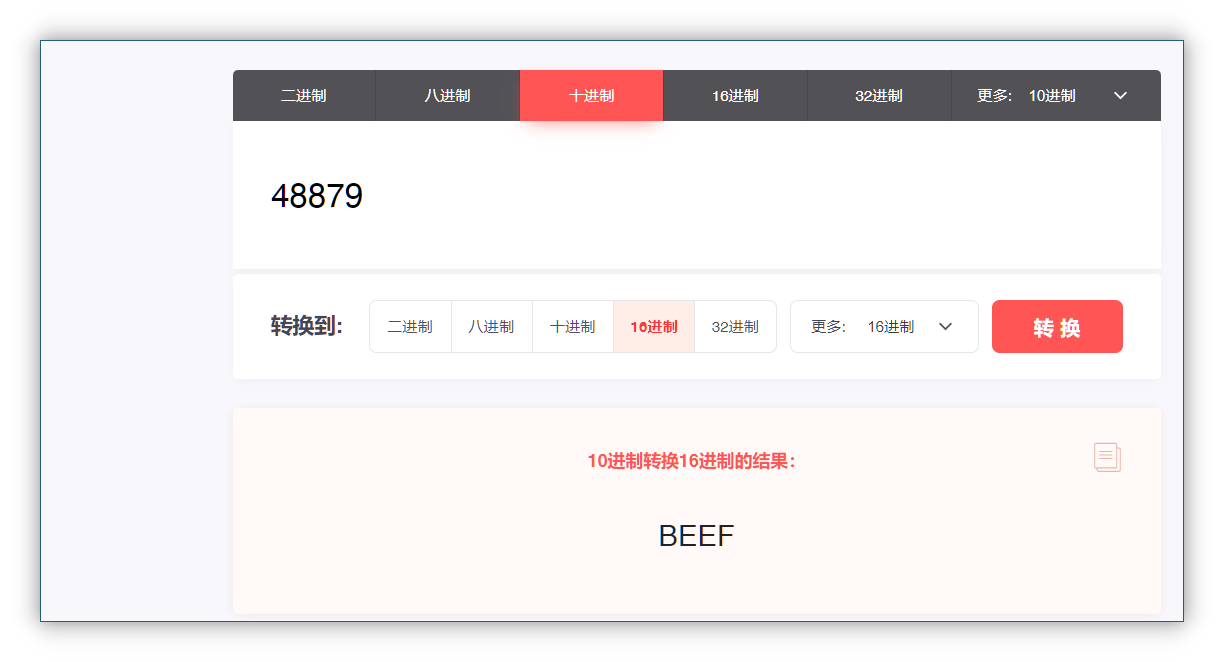 二进制 八进制 十进制 16进制 32进制 更多: 10进制
48879
转换到: 二进制 八进制 十进制 16进制 32进制 更多: 16进制 转 换
10进制转换16进制的结果：
BEEF